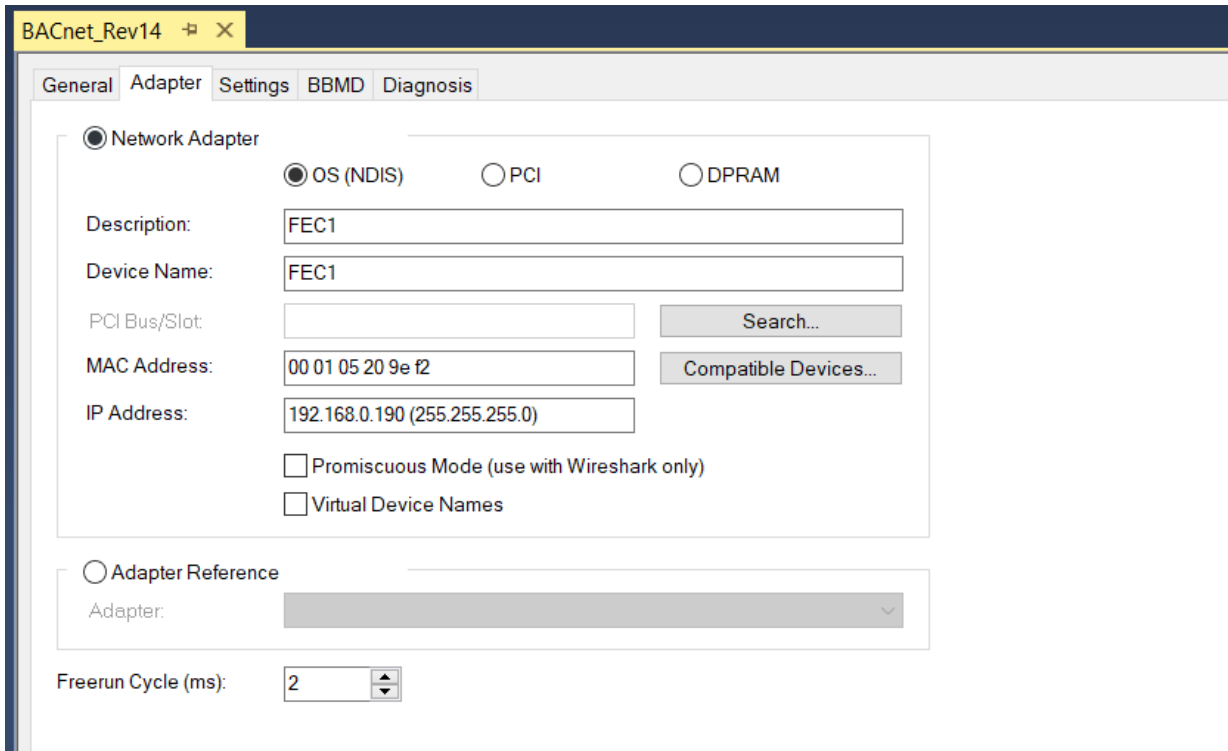 BACnet_Rev14
General Adapter Settings BBMD Diagnosis
Network Adapter
OS (NDIS) PCI DPRAM
Description: FEC1
Device Name: FEC1
PCI Bus/Slot: Search...
MAC Address: 00 01 05 20 9e f2 Compatible Devices...
IP Address: 192.168.0.190 (255.255.255.0)
Promiscuous Mode (use with Wireshark only)
Virtual Device Names
Adapter Reference
Adapter:
Freerun Cycle (ms): 2